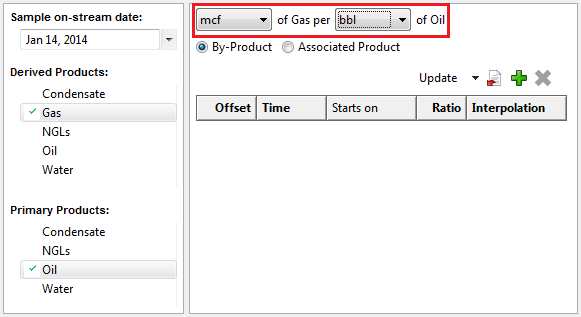 Sample on-stream date:
Jan 14, 2014
Derived Products:
Condensate
Gas
NGLs
Oil
Water
Primary Products:
Condensate
NGLs
Oil
Water
mcf of Gas per bbl of Oil
By-Product Associated Product
Update
Offset Time Starts on Ratio Interpolation